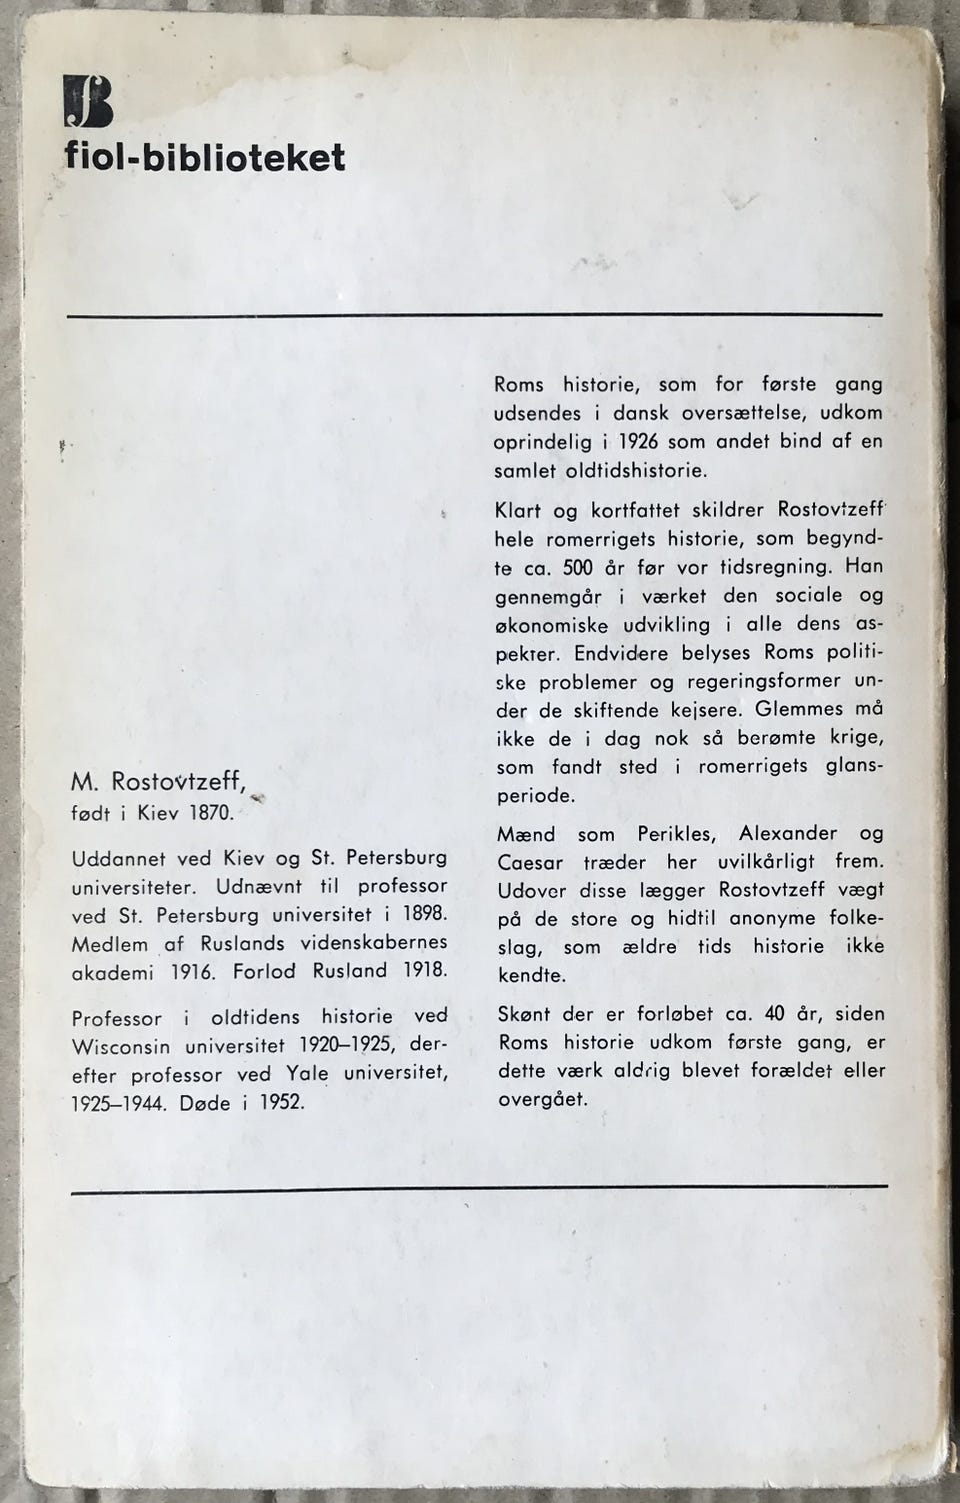 fB
fiol-biblioteket
M. Rostovtzeff,
født i Kiev 1870.
Uddannet ved Kiev og St. Petersburg
universiteter. Udnævnt til professor
ved St. Petersburg universitet i 1898.
Medlem af Ruslands videnskabernes
akademi 1916. Forlod Rusland 1918.
Professor i oldtidens historie ved
Wisconsin universitet 1920–1925, der-
efter professor ved Yale universitet,
1925–1944. Døde i 1952.
Roms historie, som for første gang
udsendes i dansk oversættelse, udkom
oprindelig i 1926 som andet bind af en
samlet oldtidshistorie.
Klart og kortfattet skildrer Rostovtzeff
hele romerrigets historie, som begynd-
te ca. 500 år før vor tidsregning. Han
gennemgår i værket den sociale og
økonomiske udvikling i alle dens as-
pekter. Endvidere belyses Roms politi-
ske problemer og regeringsformer un-
der de skiftende kejsere. Glemmes må
ikke de i dag nok så berømte krige,
som fandt sted i romerrigets glans-
periode.
Mænd som Perikles, Alexander og
Caesar træder her uvilkårligt frem.
Udover disse lægger Rostovtzeff vægt
på de store og hidtil anonyme folke-
slag, som ældre tids historie ikke
kendte.
Skønt der er forløbet ca. 40 år, siden
Roms historie udkom første gang, er
dette værk aldrig blevet forældet eller
overgået.